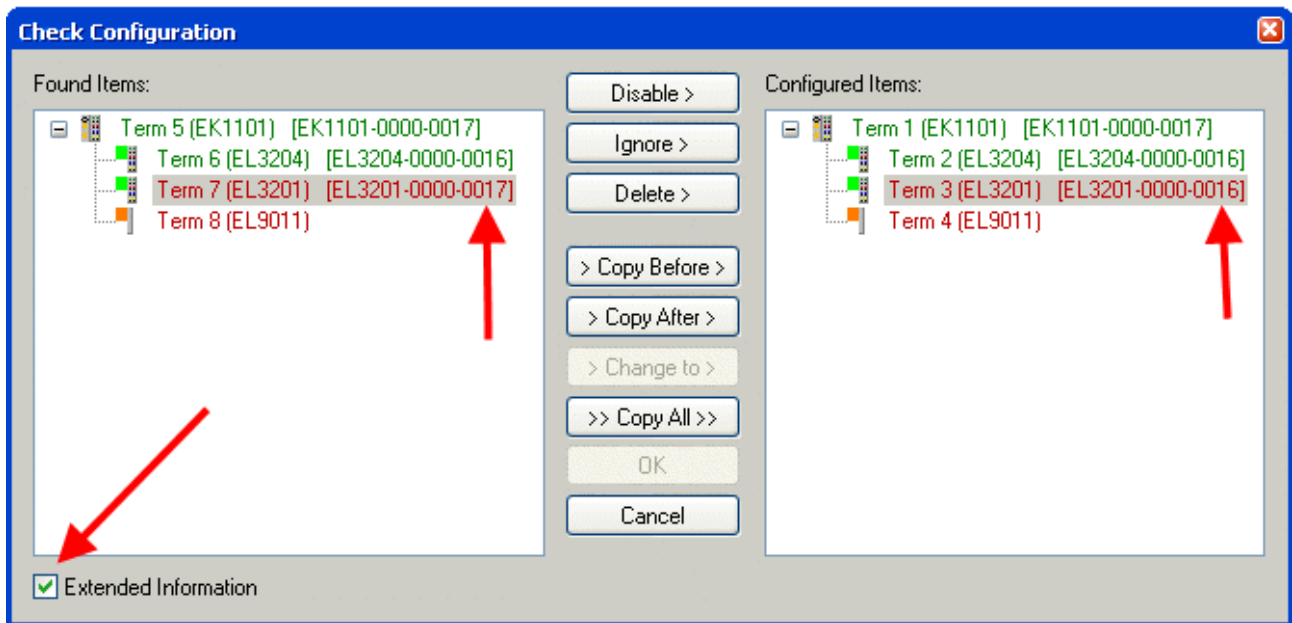 Check Configuration
Found Items:
Term 5 (EK1101) [EK1101-0000-0017]
Term 6 (EL3204) [EL3204-0000-0016]
Term 7 (EL3201) [EL3201-0000-0017]
Term 8 (EL9011)
Disable >
Ignore >
Delete >
> Copy Before >
> Copy After >
> Change to >
>> Copy All >>
OK
Cancel
Configured Items:
Term 1 (EK1101) [EK1101-0000-0017]
Term 2 (EL3204) [EL3204-0000-0016]
Term 3 (EL3201) [EL3201-0000-0016]
Term 4 (EL9011)
Extended Information